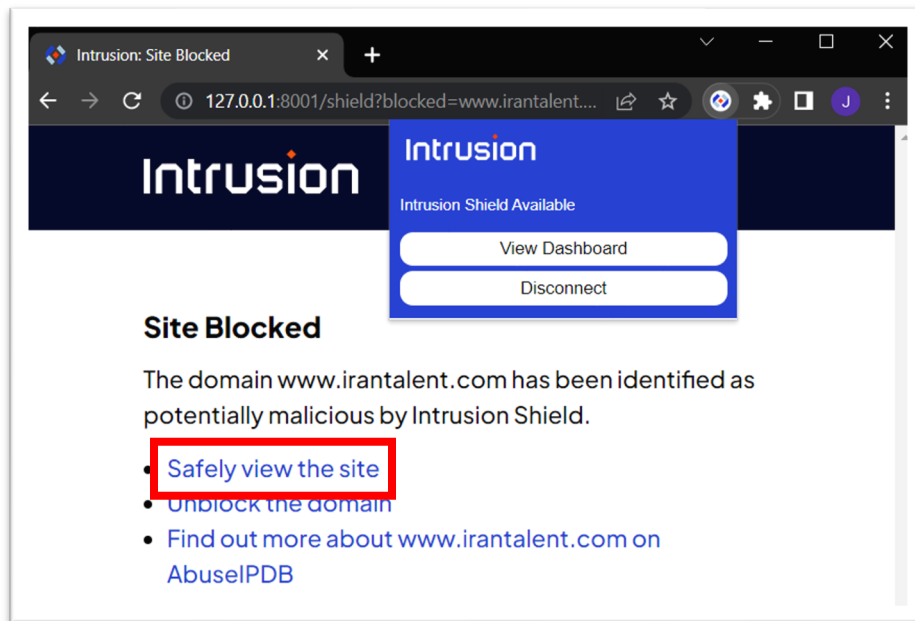 Intrusion: Site Blocked
127.0.0.1:8001/shield?blocked=www.irantalent....
J
Intrusion
Intrusion
Intrusion Shield Available
View Dashboard
Disconnect
Site Blocked
The domain www.irantalent.com has been identified as
potentially malicious by Intrusion Shield.
• Safely view the site
• Unblock the domain
• Find out more about www.irantalent.com on
AbuseIPDB